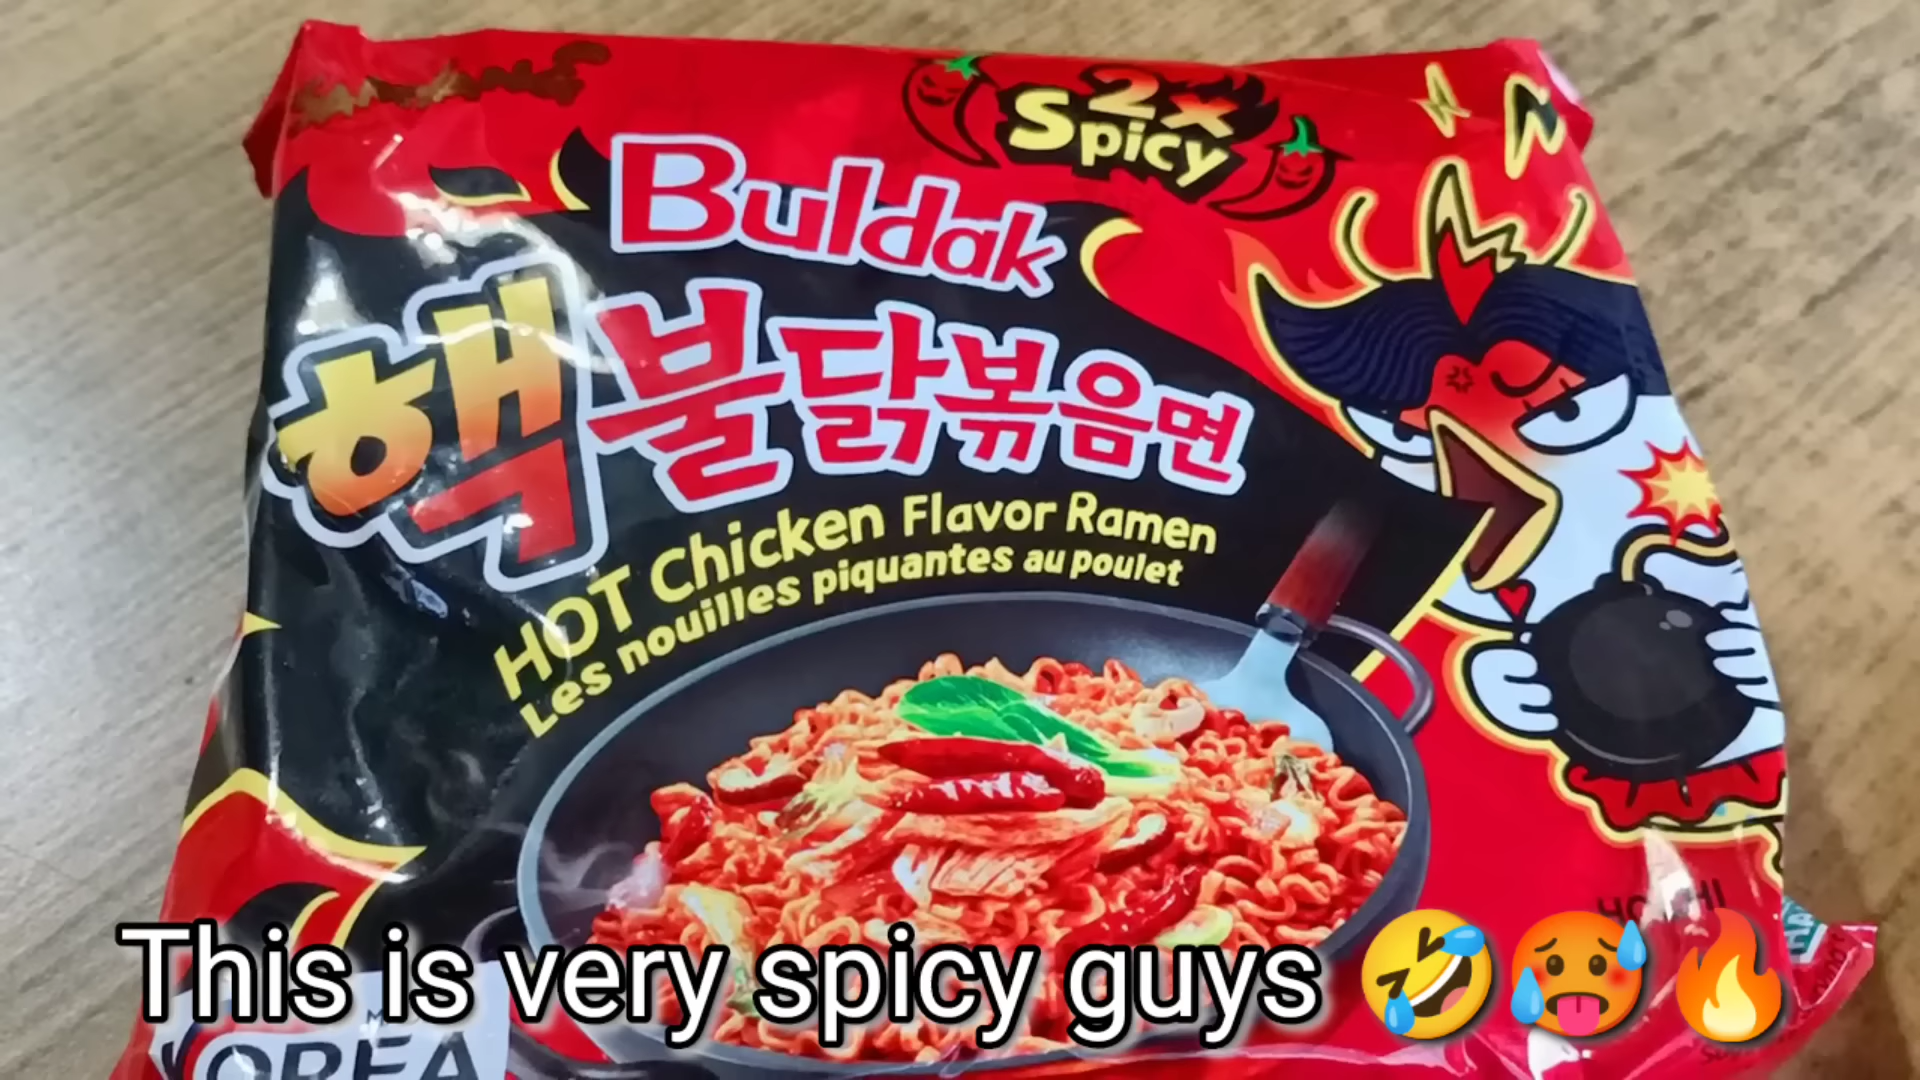 2x
Spicy
Buldak
핵불닭볶음면
HOT Chicken Flavor Ramen
Les nouilles piquantes au poulet
This is very spicy guys 🤣🥵🔥